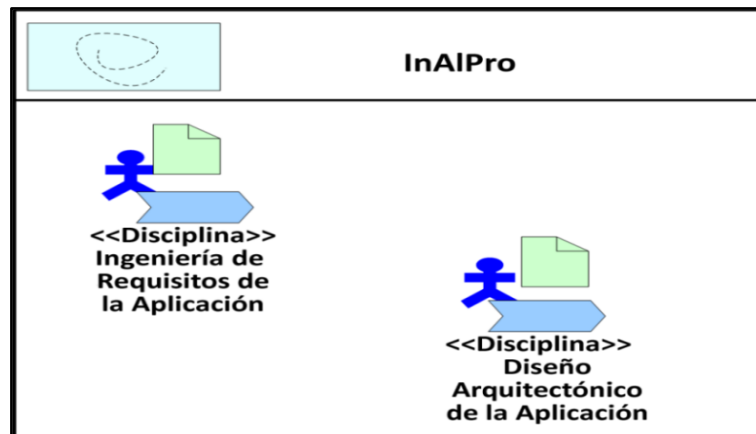 InAlPro
<<Disciplina>>
Ingeniería de
Requisitos de
la Aplicación
<<Disciplina>>
Diseño
Arquitectónico
de la Aplicación